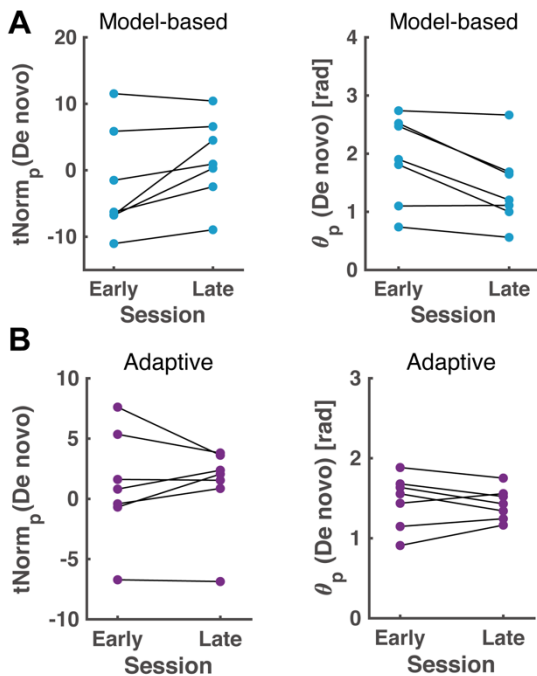 A
Model-based
tNorm_p(De novo)
20
10
0
-10
Early
Late
Session
Model-based
θ_p (De novo) [rad]
4
3
2
1
0
Early
Late
Session
B
Adaptive
tNorm_p(De novo)
10
5
0
-5
-10
Early
Late
Session
Adaptive
θ_p (De novo) [rad]
3
2
1
0
Early
Late
Session